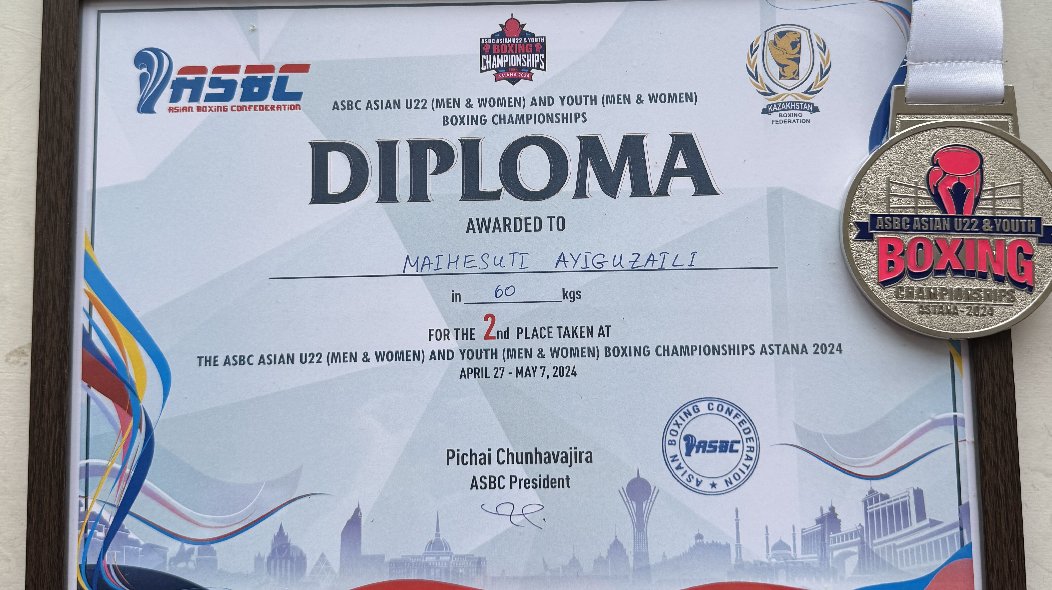 ASBC
ASIAN BOXING CONFEDERATION
ASBC ASIAN U22 & YOUTH
BOXING
CHAMPIONSHIPS
ASTANA 2024
KAZAKHSTAN
BOXING
FEDERATION
ASBC ASIAN U22 (MEN & WOMEN) AND YOUTH (MEN & WOMEN)
BOXING CHAMPIONSHIPS
DIPLOMA
AWARDED TO
MAIHESUTI AYIGUZAILI
in 60 kgs
FOR THE 2nd PLACE TAKEN AT
THE ASBC ASIAN U22 (MEN & WOMEN) AND YOUTH (MEN & WOMEN) BOXING CHAMPIONSHIPS ASTANA 2024
APRIL 27 - MAY 7, 2024
Pichai Chunhavajira
ASBC President
ASIAN BOXING CONFEDERATION
ASBC
ASBC ASIAN U22 & YOUTH
BOXING
CHAMPIONSHIPS
ASTANA-2024